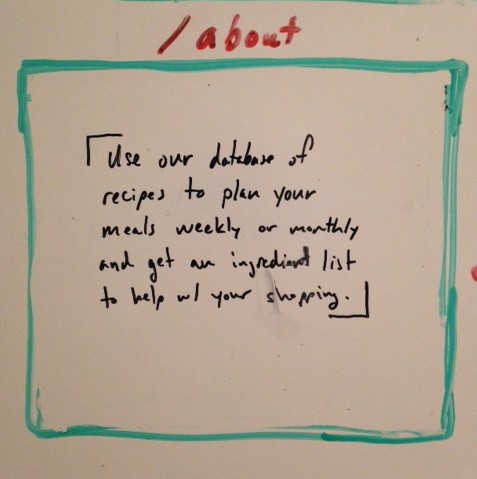 /about
Use our database of
recipes to plan your
meals weekly or monthly
and get an ingredient list
to help w/ your shopping.